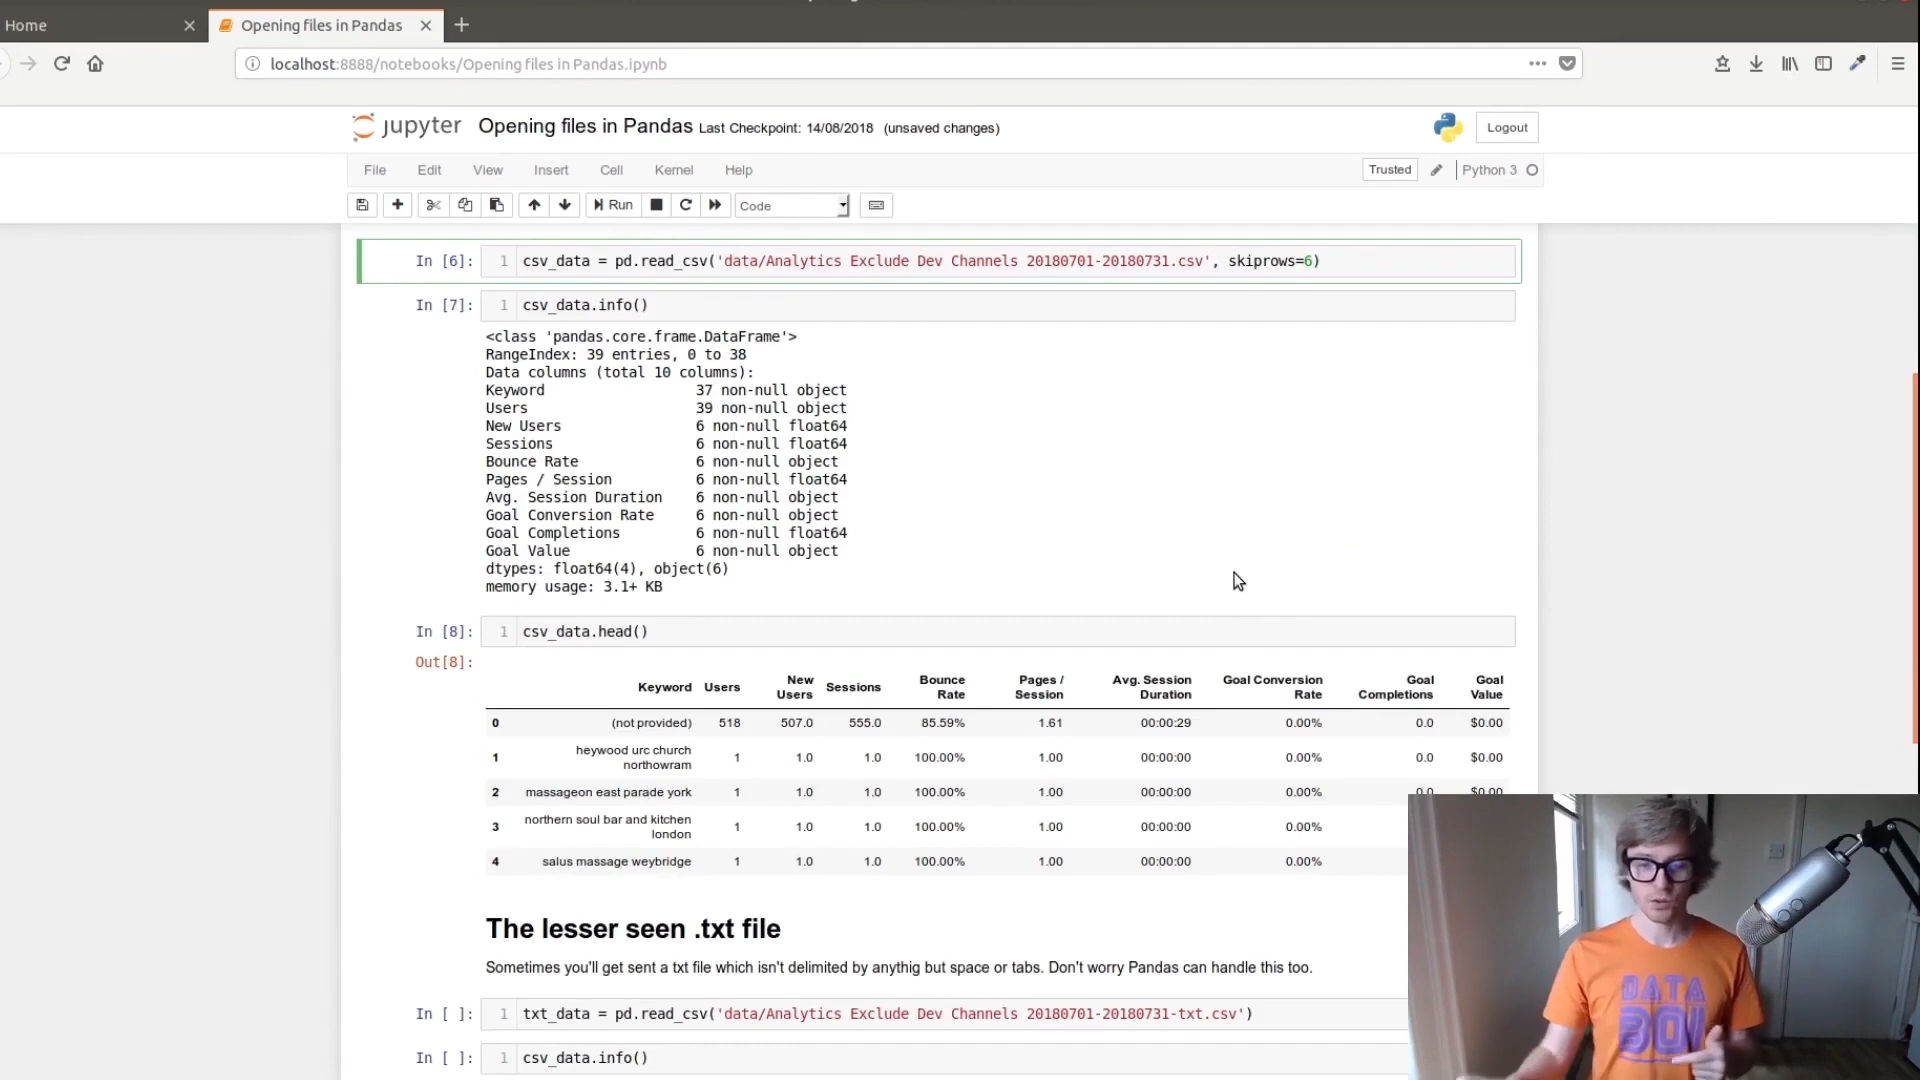 Home
Opening files in Pandas
localhost:8888/notebooks/Opening files in Pandas.ipynb
jupyter Opening files in Pandas Last Checkpoint: 14/08/2018 (unsaved changes)
Logout
File Edit View Insert Cell Kernel Help
Trusted Python 3
Run Code
In [6]: 1 csv_data = pd.read_csv('data/Analytics Exclude Dev Channels 20180701-20180731.csv', skiprows=6)
In [7]: 1 csv_data.info()
<class 'pandas.core.frame.DataFrame'>
RangeIndex: 39 entries, 0 to 38
Data columns (total 10 columns):
Keyword 37 non-null object
Users 39 non-null object
New Users 6 non-null float64
Sessions 6 non-null float64
Bounce Rate 6 non-null object
Pages / Session 6 non-null float64
Avg. Session Duration 6 non-null object
Goal Conversion Rate 6 non-null object
Goal Completions 6 non-null float64
Goal Value 6 non-null object
dtypes: float64(4), object(6)
memory usage: 3.1+ KB
In [8]: 1 csv_data.head()
Out[8]:
Keyword Users New Users Sessions Bounce Rate Pages / Session Avg. Session Duration Goal Conversion Rate Goal Completions Goal Value
0 (not provided) 518 507.0 555.0 85.59% 1.61 00:00:29 0.00% 0.0 $0.00
1 heywood urc church northowram 1 1.0 1.0 100.00% 1.00 00:00:00 0.00% 0.0 $0.00
2 massageon east parade york 1 1.0 1.0 100.00% 1.00 00:00:00 0.00% 0.0 $0.00
3 northern soul bar and kitchen london 1 1.0 1.0 100.00% 1.00 00:00:00 0.00%
4 salus massage weybridge 1 1.0 1.0 100.00% 1.00 00:00:00 0.00%
The lesser seen .txt file
Sometimes you'll get sent a txt file which isn't delimited by anythig but space or tabs. Don't worry Pandas can handle this too.
In [ ]: 1 txt_data = pd.read_csv('data/Analytics Exclude Dev Channels 20180701-20180731-txt.csv')
In [ ]: 1 csv_data.info()
DATA